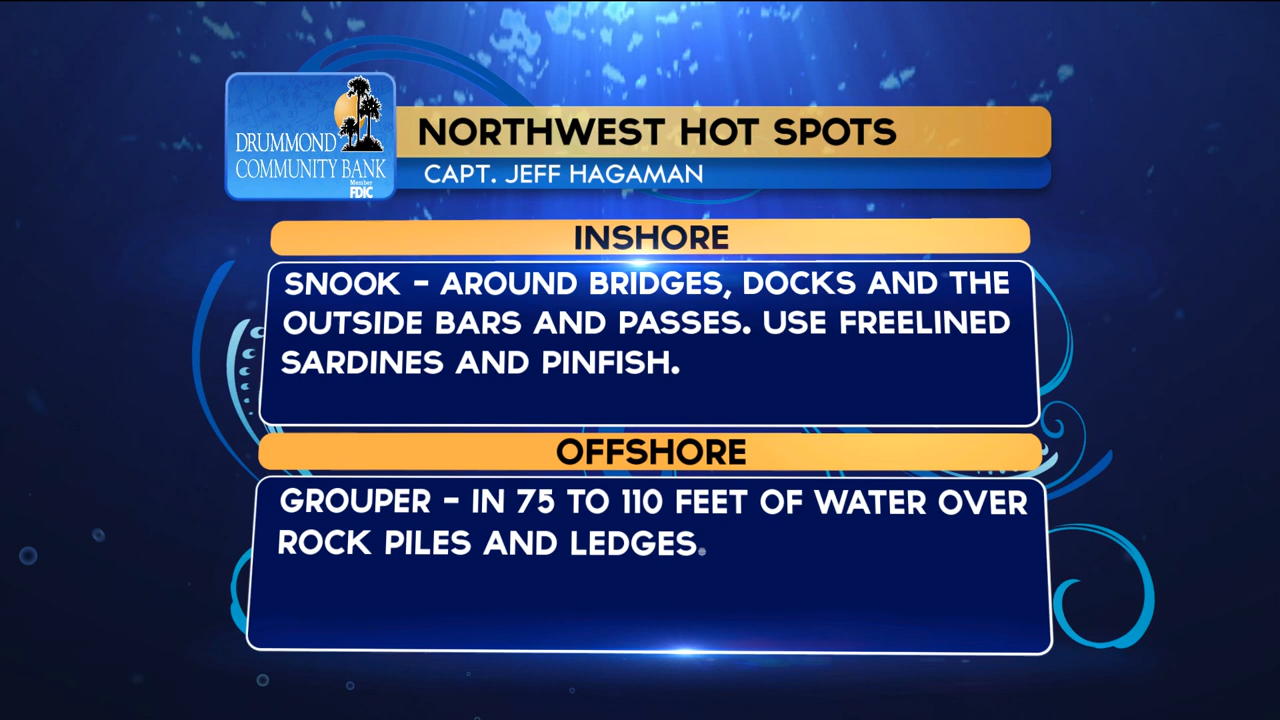 DRUMMOND
COMMUNITY BANK
Member
FDIC
NORTHWEST HOT SPOTS
CAPT. JEFF HAGAMAN
INSHORE
SNOOK - AROUND BRIDGES, DOCKS AND THE
OUTSIDE BARS AND PASSES. USE FREELINED
SARDINES AND PINFISH.
OFFSHORE
GROUPER - IN 75 TO 110 FEET OF WATER OVER
ROCK PILES AND LEDGES.